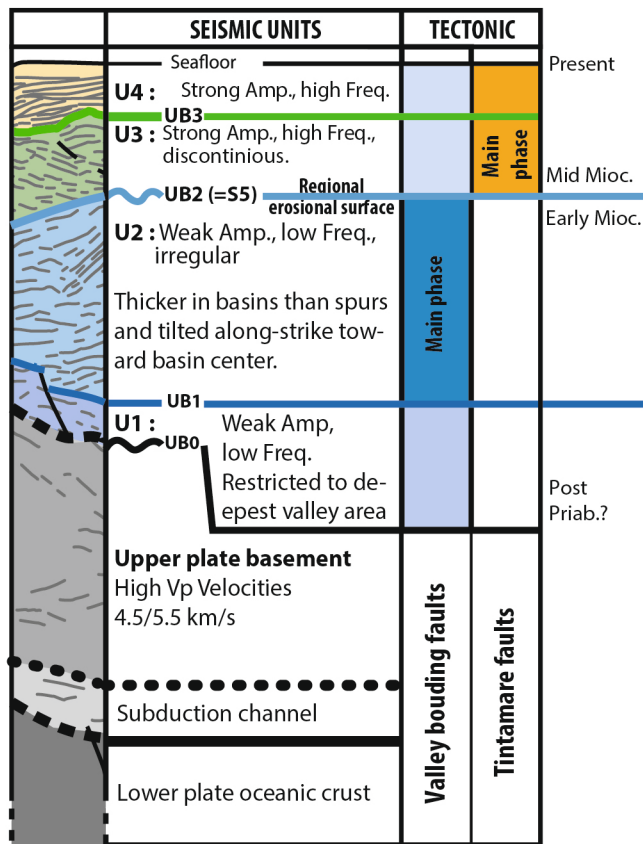 SEISMIC UNITS
TECTONIC
Seafloor
Present
U4 : Strong Amp., high Freq.
UB3
U3 : Strong Amp., high Freq.,
discontinious.
Main
phase
Mid Mioc.
UB2 (=S5)
Regional
erosional surface
Early Mioc.
U2 : Weak Amp., low Freq.,
irregular
Thicker in basins than spurs
and tilted along-strike tow-
ard basin center.
Main phase
UB1
U1 : Weak Amp,
low Freq.
UB0
Restricted to de-
epest valley area
Post
Priab.?
Upper plate basement
High Vp Velocities
4.5/5.5 km/s
Subduction channel
Lower plate oceanic crust
Valley bouding faults
Tintamare faults